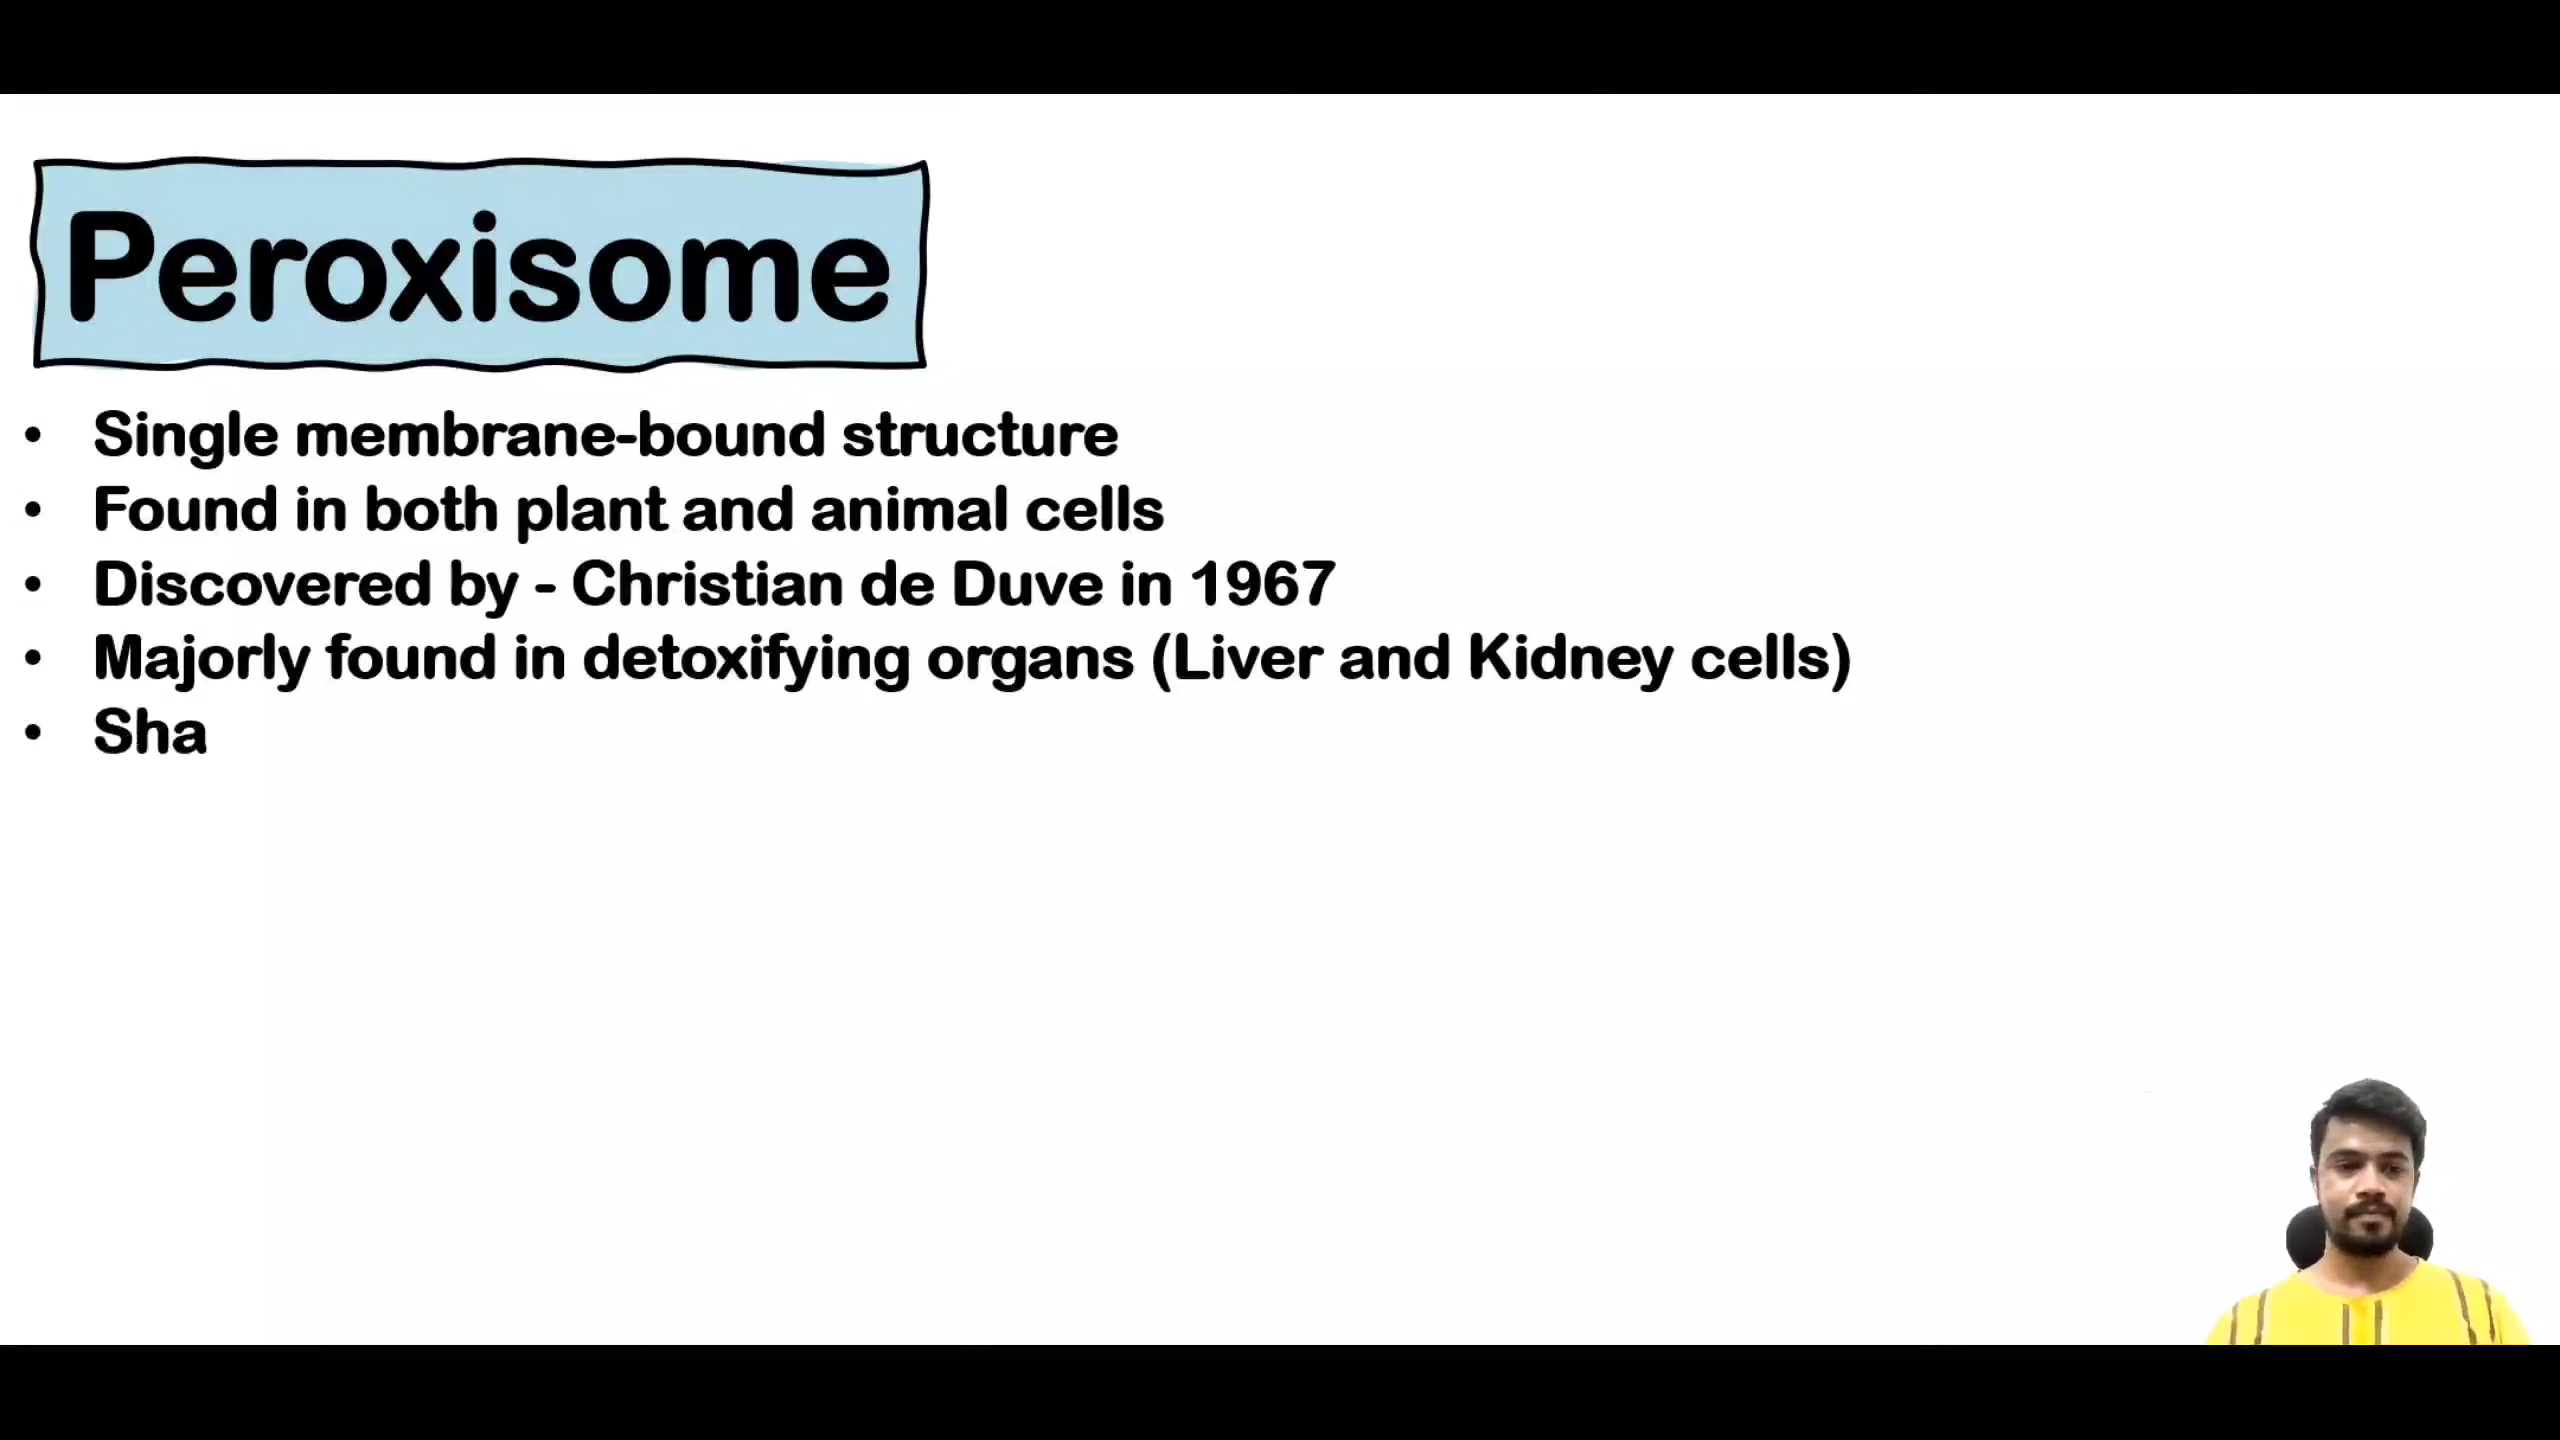 Peroxisome
• Single membrane-bound structure
• Found in both plant and animal cells
• Discovered by - Christian de Duve in 1967
• Majorly found in detoxifying organs (Liver and Kidney cells)
• Sha